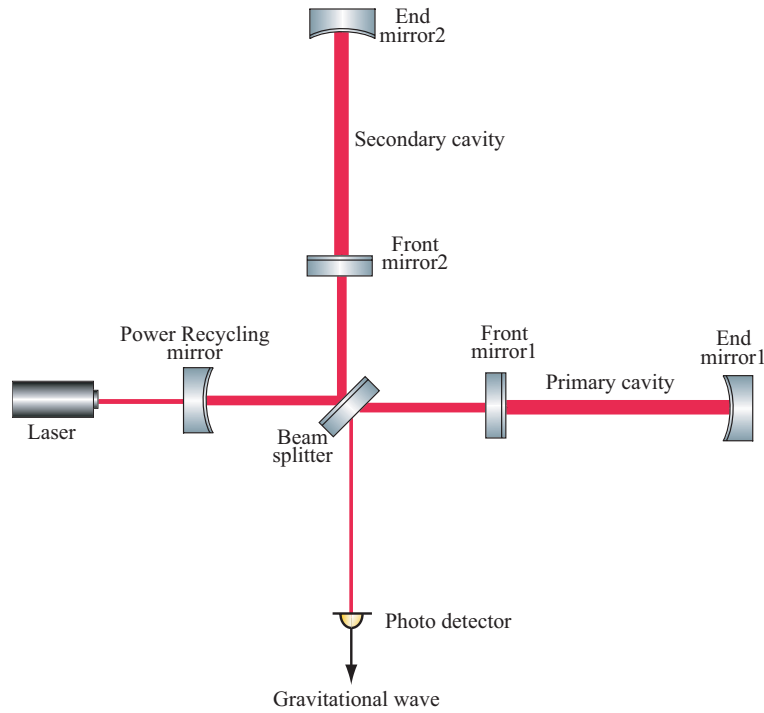 End
mirror2
Secondary cavity
Front
mirror2
Power Recycling
mirror
Front
mirror1
End
mirror1
Primary cavity
Laser
Beam
splitter
Photo detector
Gravitational wave